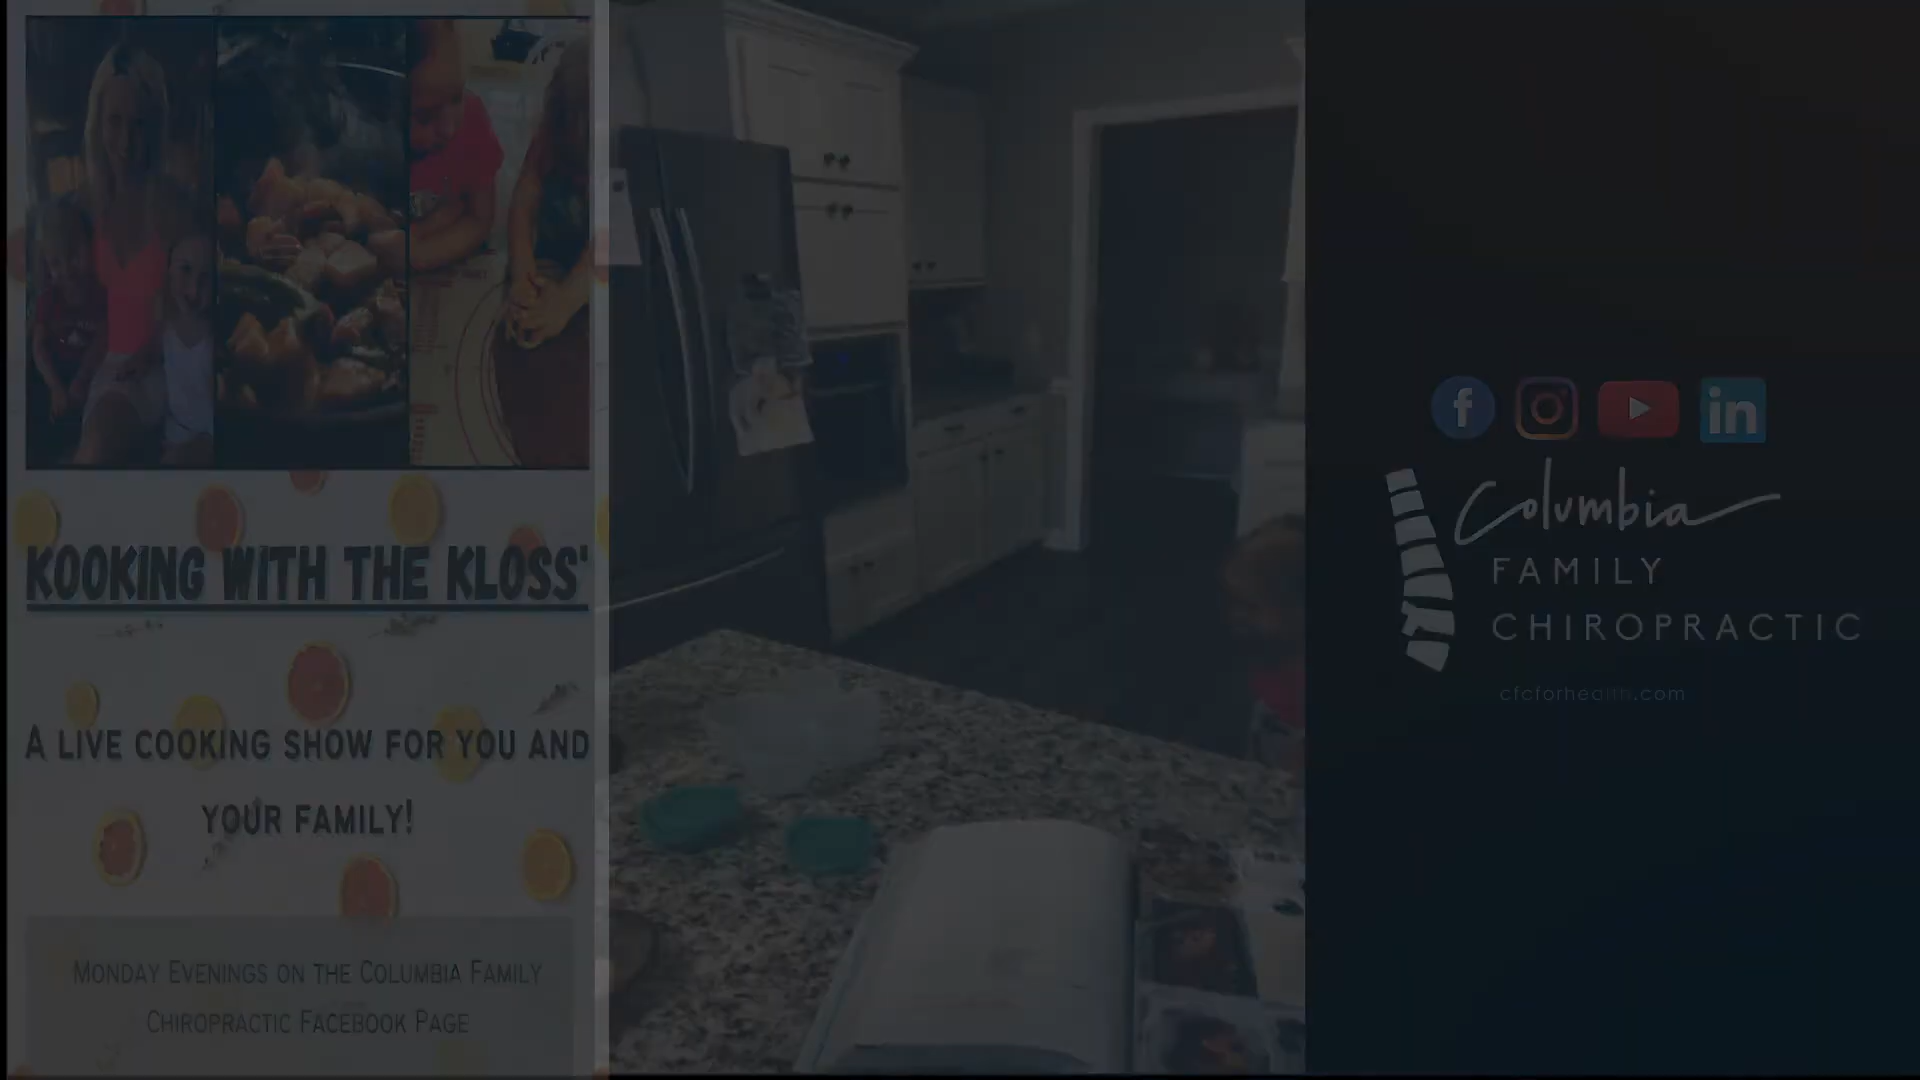 KOOKING WITH THE KLOSS'
A LIVE COOKING SHOW FOR YOU AND
YOUR FAMILY!
MONDAY EVENINGS ON THE COLUMBIA FAMILY
CHIROPRACTIC FACEBOOK PAGE
f
in
Columbia
FAMILY
CHIROPRACTIC
cfcforhealth.com